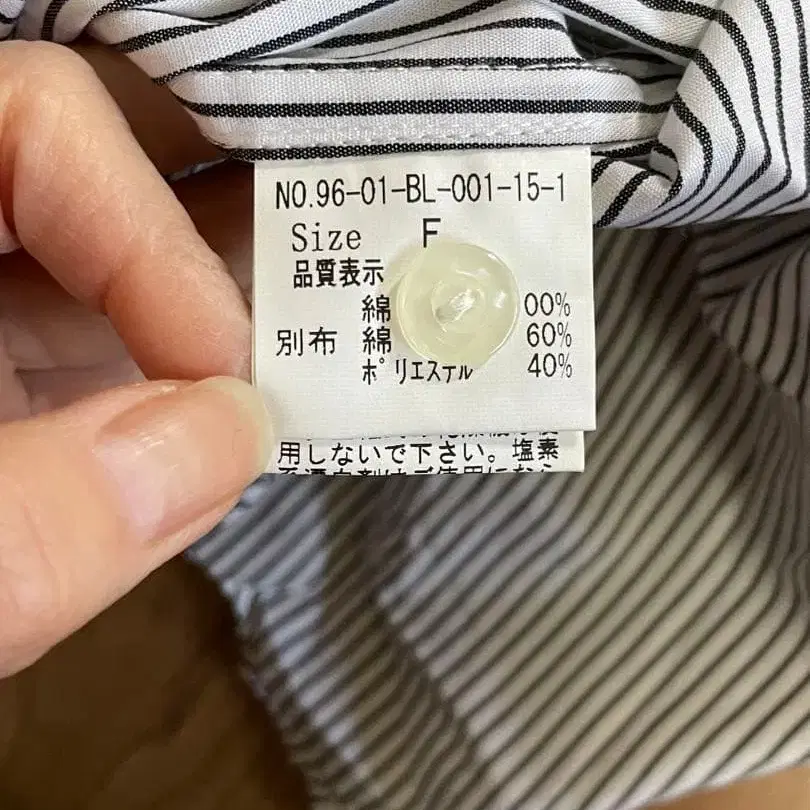 NO.96-01-BL-001-15-1
Size F
品質表示
綿 00%
別布 綿 60%
ポリエステル 40%
用しないで下さい。塩素